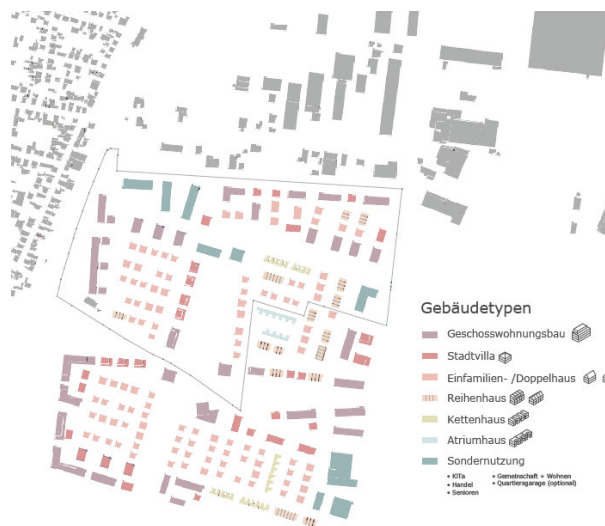 Gebäudetypen
Geschosswohnungsbau
Stadtvilla
Einfamilien- /Doppelhaus
Reihenhaus
Kettenhaus
Atriumhaus
Sondernutzung
• KiTa
• Handel
• Senioren
• Gemeinschaft + Wohnen
• Quartiersgarage (optional)